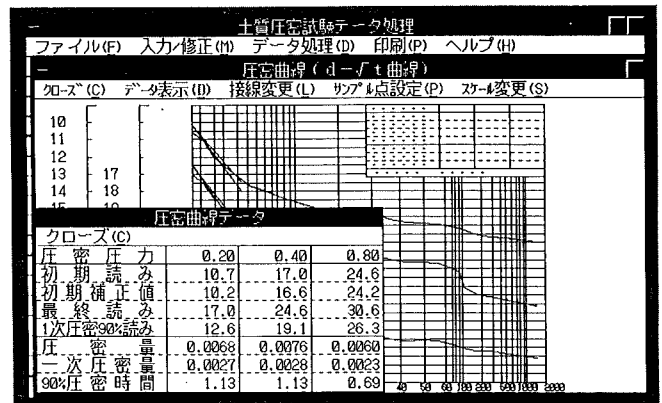 土質圧密試験データ処理
ファイル(F) 入力/修正(M) データ処理(D) 印刷(P) ヘルプ(H)
圧密曲線(d-√t曲線)
クローズ(C) データ表示(D) 接線変更(L) サンプル点設定(P) スケール変更(S)
10
11
12
13 17
14 18
15 19
圧密曲線データ
クローズ(C)
圧密圧力 0.20 0.40 0.80
初期読み 10.7 17.0 24.6
初期補正値 10.2 16.6 24.2
最終読み 17.0 24.6 30.6
1次圧密90%読み 12.6 19.1 26.3
圧密量 0.0068 0.0076 0.0060
一次圧密量 0.0027 0.0028 0.0023
90%圧密時間 1.13 1.13 0.69
40 60 80 100 200 500 2000